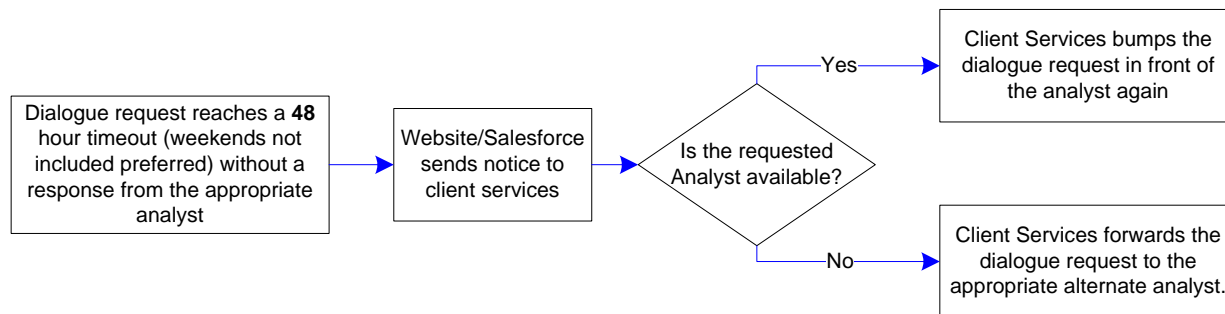 Dialogue request reaches a 48
hour timeout (weekends not
included preferred) without a
response from the appropriate
analyst
Website/Salesforce
sends notice to
client services
Is the requested
Analyst available?
Yes
Client Services bumps the
dialogue request in front of
the analyst again
No
Client Services forwards the
dialogue request to the
appropriate alternate analyst.